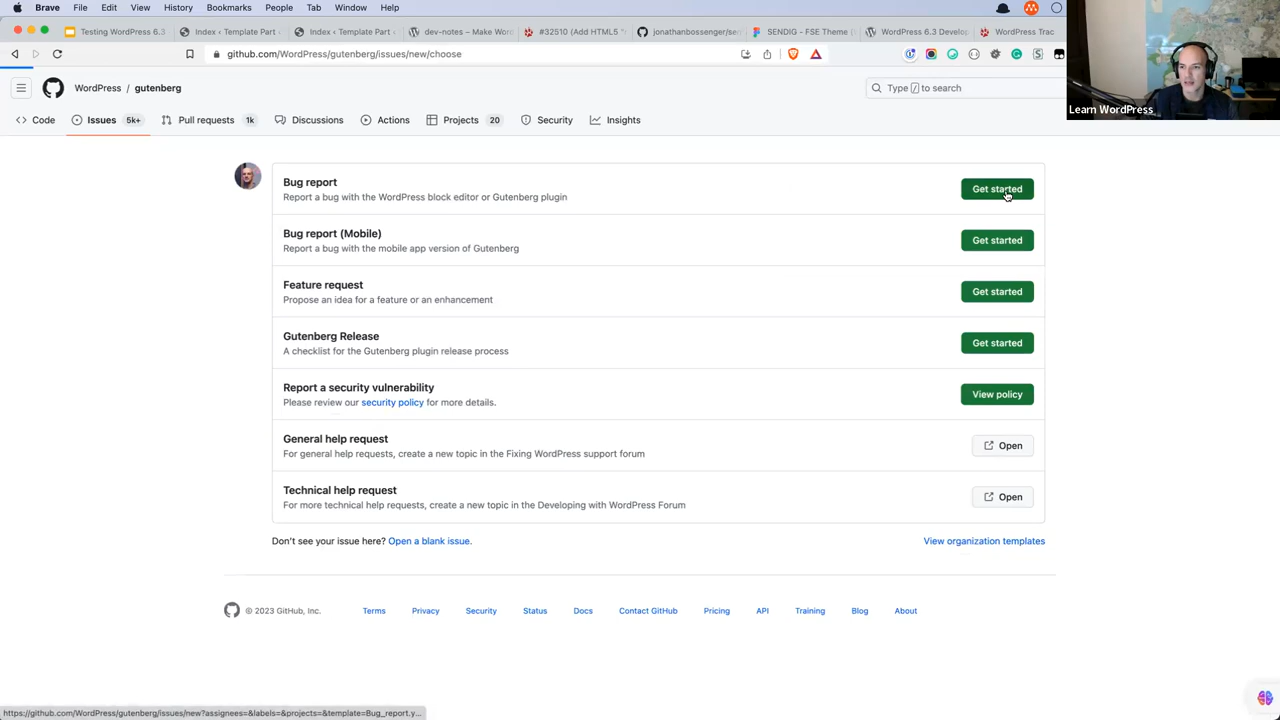 Brave File Edit View History Bookmarks People Tab Window Help
Testing WordPress 6.3 Index ‹ Template Part Index ‹ Template Part dev-notes – Make Wor #32510 (Add HTML5 " jonathanbossenger/sen SENDIG - FSE Theme ( WordPress 6.3 Develop WordPress Trac
github.com/WordPress/gutenberg/issues/new/choose
WordPress / gutenberg
Type / to search
Learn WordPress
Code Issues 5k+ Pull requests 1k Discussions Actions Projects 20 Security Insights
Bug report
Report a bug with the WordPress block editor or Gutenberg plugin
Get started
Bug report (Mobile)
Report a bug with the mobile app version of Gutenberg
Get started
Feature request
Propose an idea for a feature or an enhancement
Get started
Gutenberg Release
A checklist for the Gutenberg plugin release process
Get started
Report a security vulnerability
Please review our security policy for more details.
View policy
General help request
For general help requests, create a new topic in the Fixing WordPress support forum
Open
Technical help request
For more technical help requests, create a new topic in the Developing with WordPress Forum
Open
Don't see your issue here? Open a blank issue.
View organization templates
© 2023 GitHub, Inc. Terms Privacy Security Status Docs Contact GitHub Pricing API Training Blog About
https://github.com/WordPress/gutenberg/issues/new?assignees=&labels=&projects=&template=Bug_report.y...